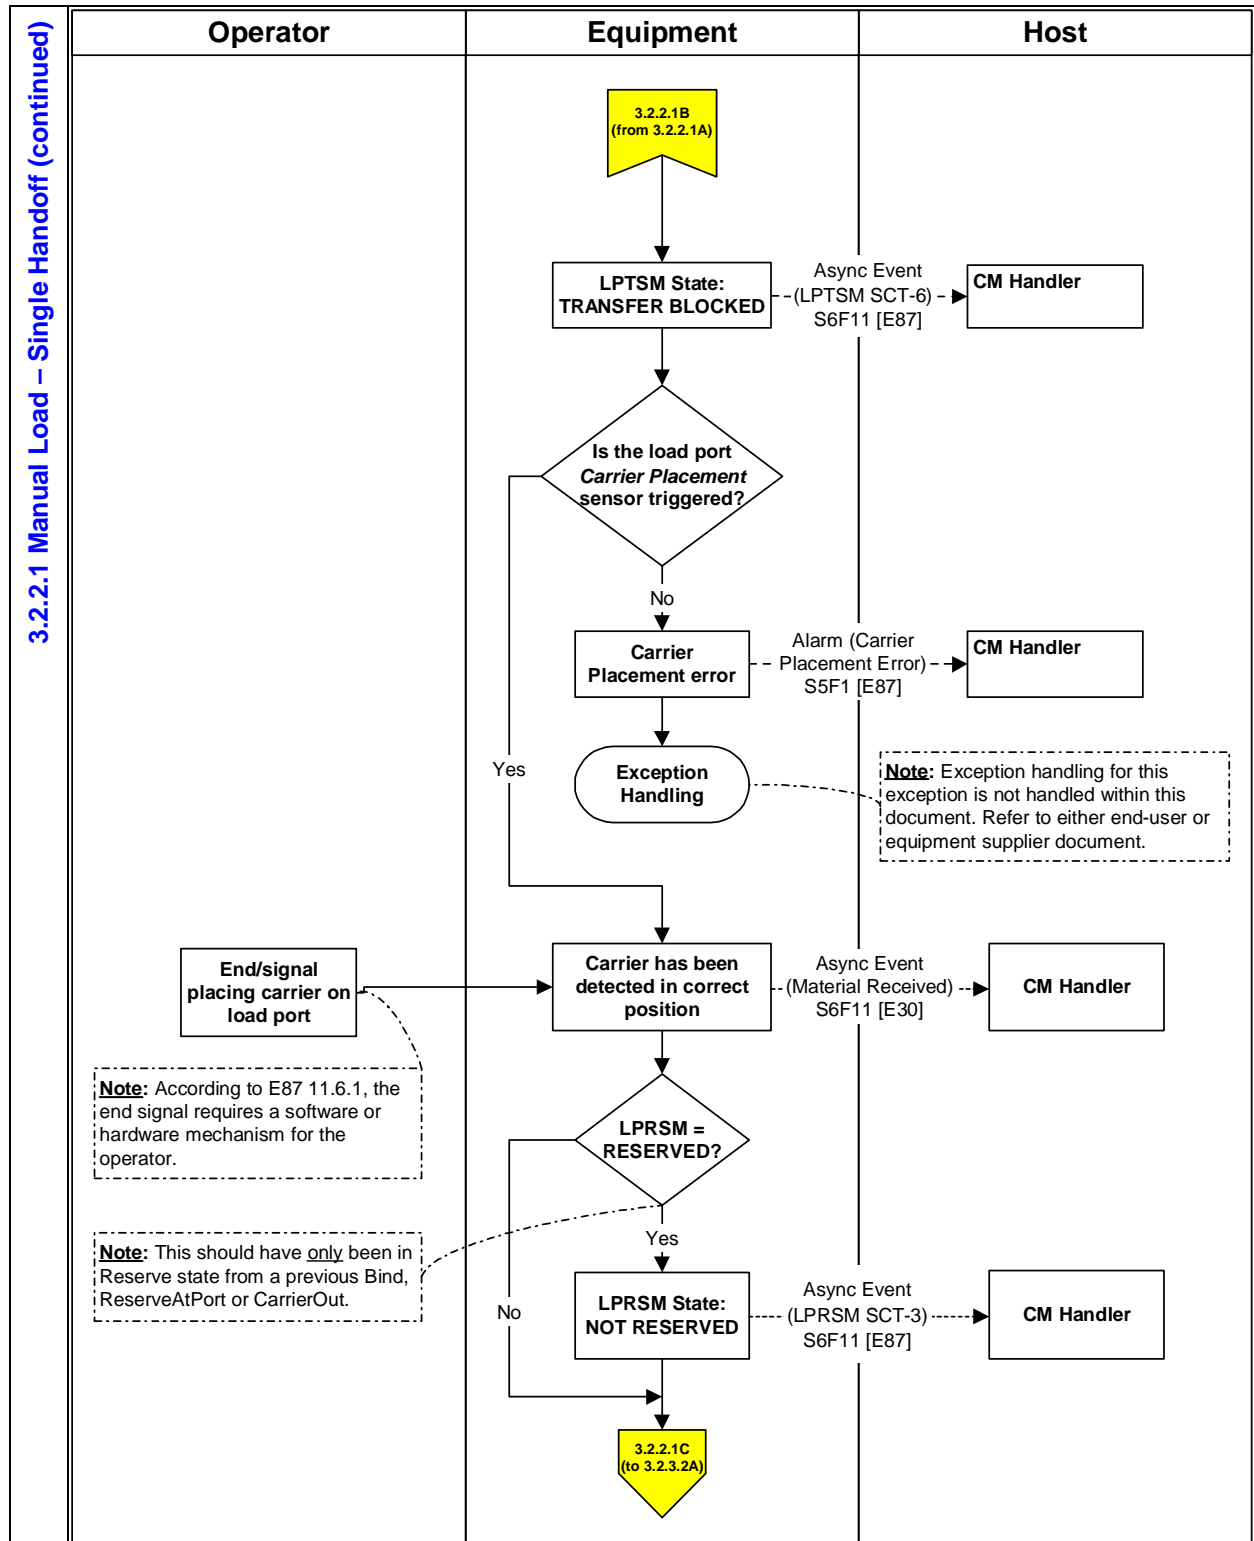 3.2.2.1 Manual Load – Single Handoff (continued)
Operator
Equipment
Host
3.2.2.1B
(from 3.2.2.1A)
LPTSM State:
TRANSFER BLOCKED
Async Event
(LPTSM SCT-6)
S6F11 [E87]
CM Handler
Is the load port
Carrier Placement
sensor triggered?
No
Carrier
Placement error
Alarm (Carrier
Placement Error)
S5F1 [E87]
CM Handler
Yes
Exception
Handling
Note: Exception handling for this
exception is not handled within this
document. Refer to either end-user or
equipment supplier document.
End/signal
placing carrier on
load port
Carrier has been
detected in correct
position
Async Event
(Material Received)
S6F11 [E30]
CM Handler
Note: According to E87 11.6.1, the
end signal requires a software or
hardware mechanism for the
operator.
LPRSM =
RESERVED?
Note: This should have only been in
Reserve state from a previous Bind,
ReserveAtPort or CarrierOut.
Yes
No
LPRSM State:
NOT RESERVED
Async Event
(LPRSM SCT-3)
S6F11 [E87]
CM Handler
3.2.2.1C
(to 3.2.3.2A)